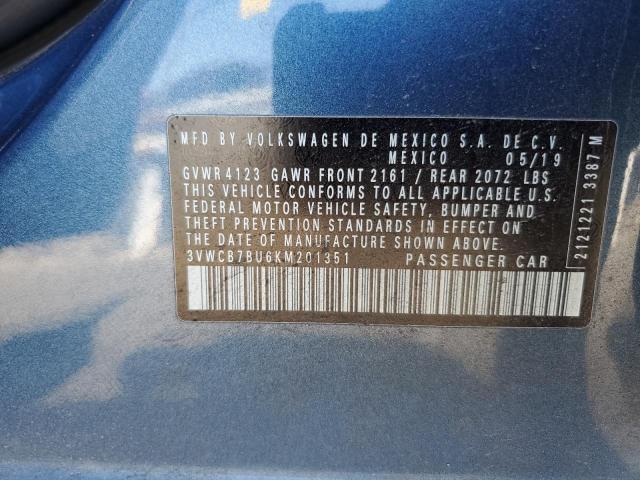 MFD BY VOLKSWAGEN DE MEXICO S.A. DE C.V.
MEXICO 05/19
GVWR 4123 GAWR FRONT 2161 / REAR 2072 LBS
THIS VEHICLE CONFORMS TO ALL APPLICABLE U.S.
FEDERAL MOTOR VEHICLE SAFETY, BUMPER AND
THEFT PREVENTION STANDARDS IN EFFECT ON
THE DATE OF MANUFACTURE SHOWN ABOVE.
3VWCB7BU6KM201351 PASSENGER CAR
2121221 3387 M